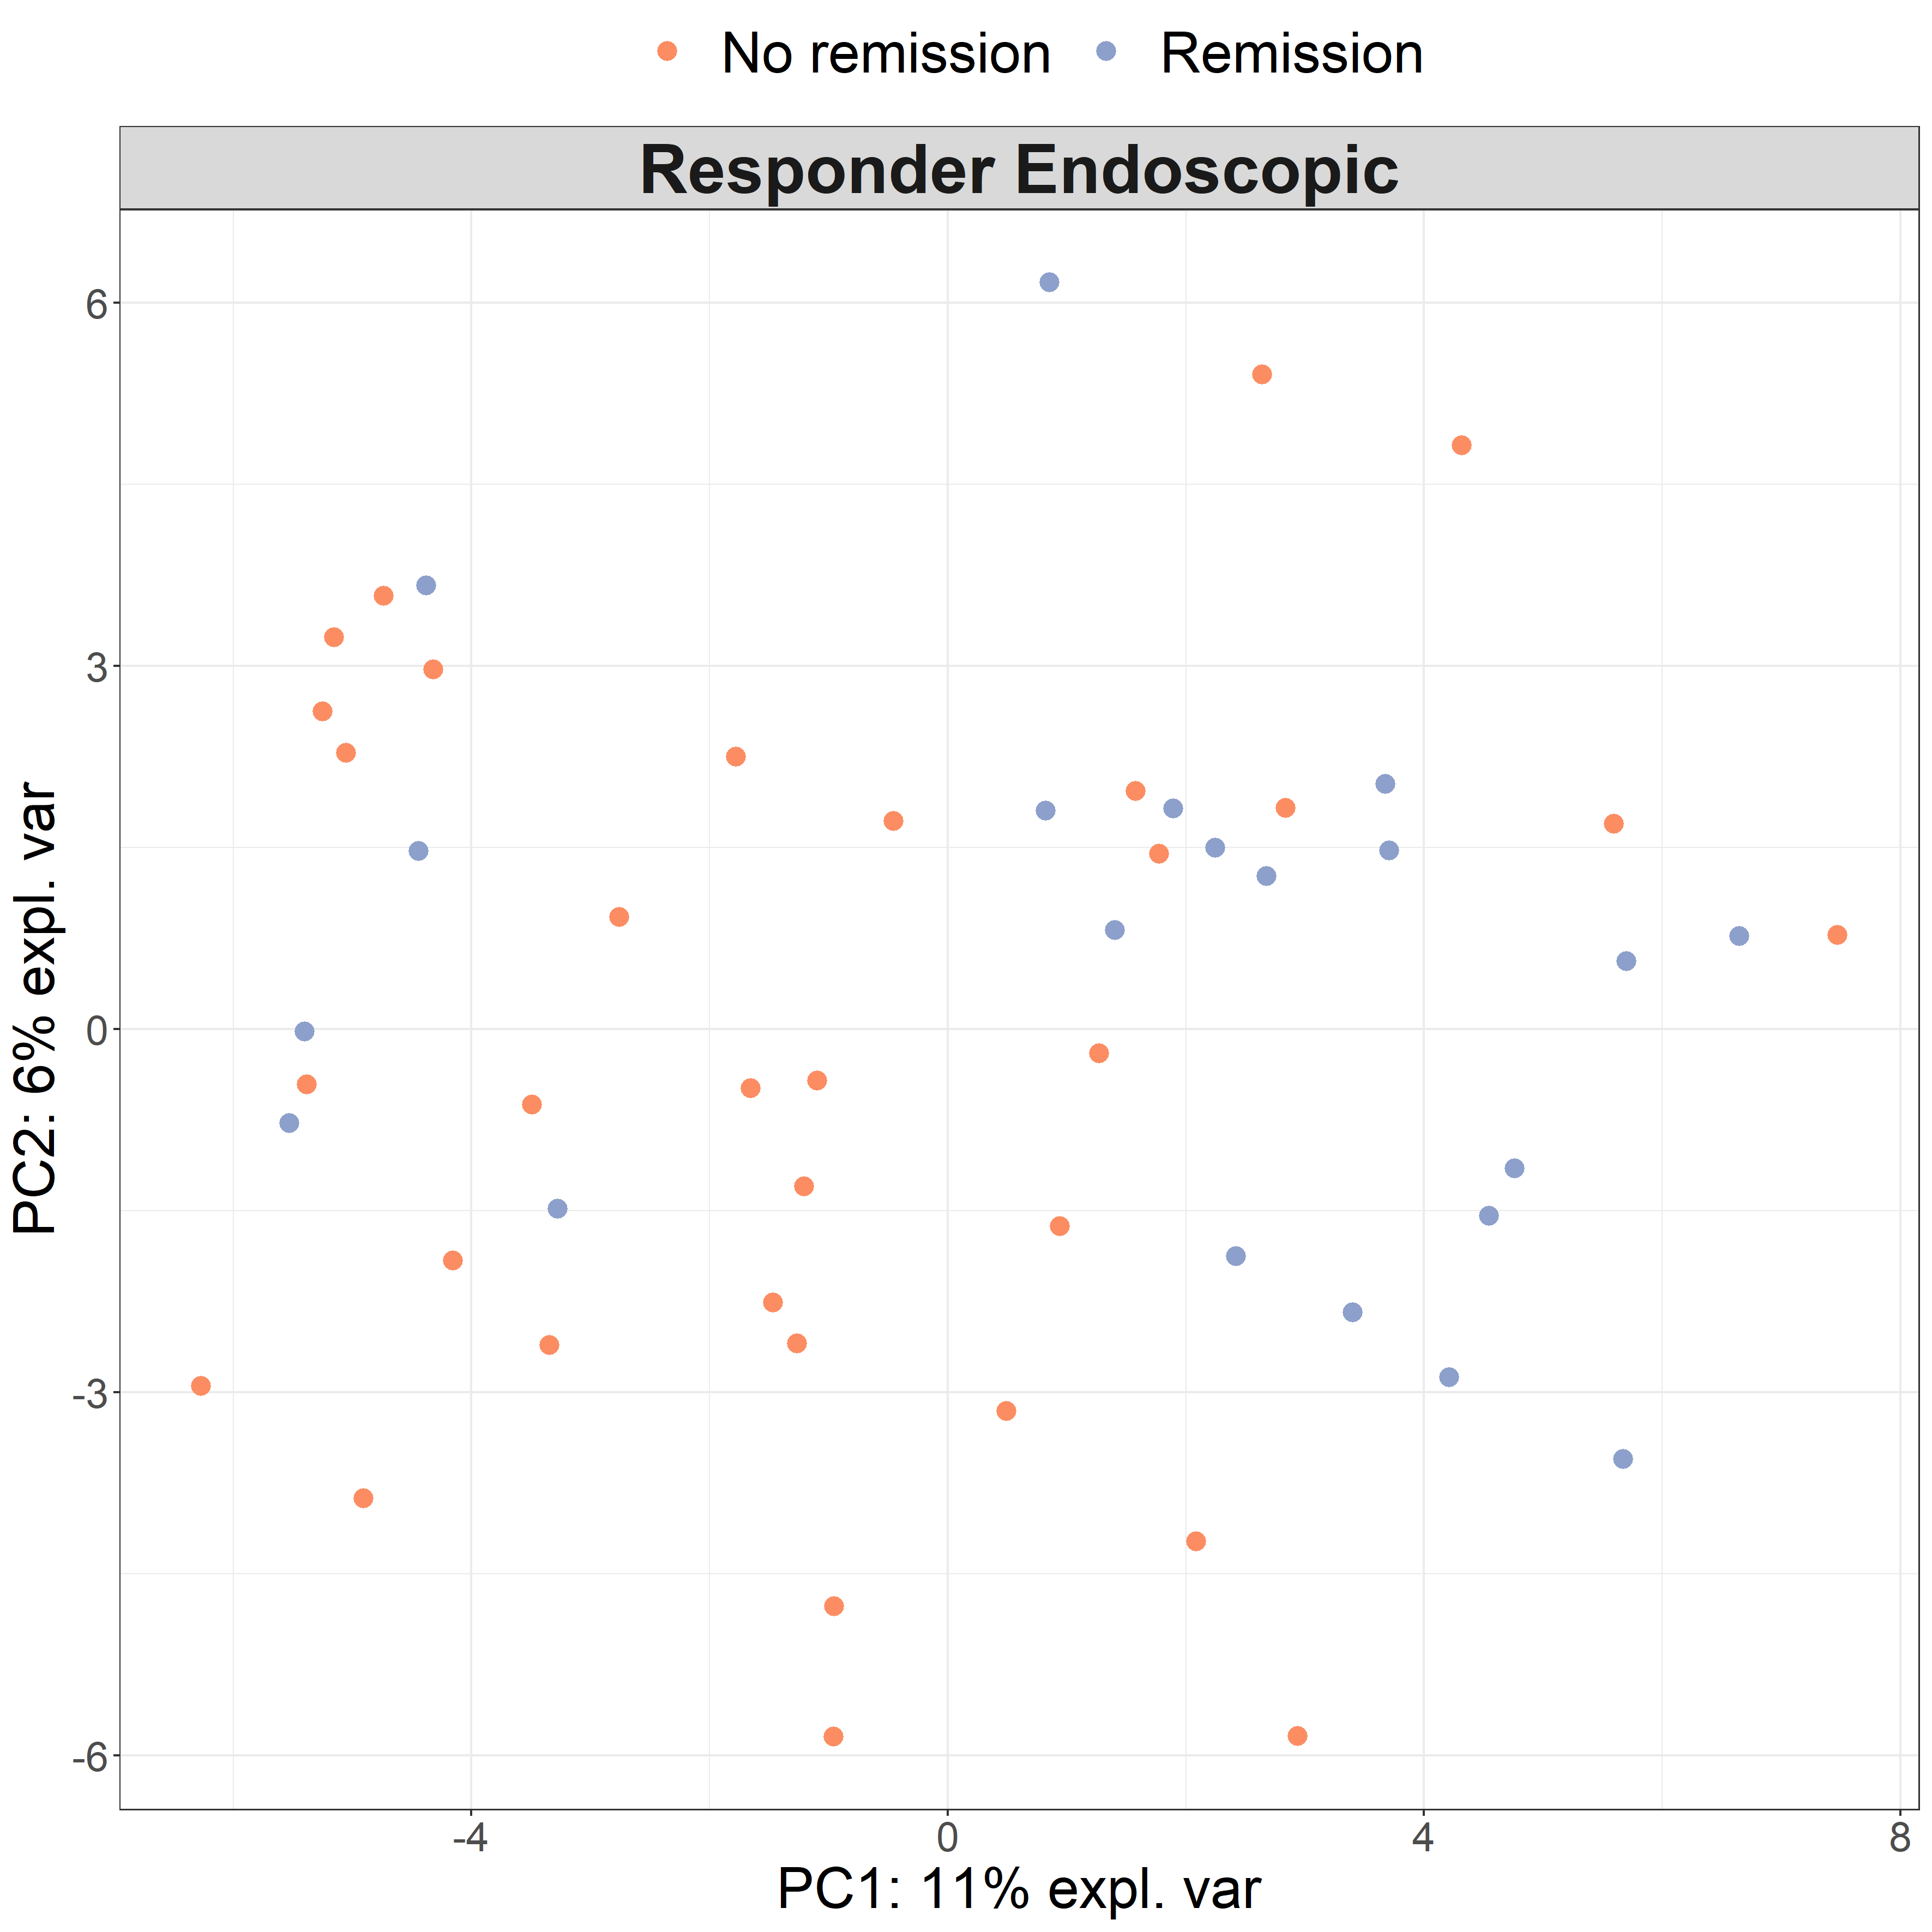 No remission
Remission
Responder Endoscopic
PC2: 6% expl. var
6
3
0
-3
-6
-4
0
4
8
PC1: 11% expl. var